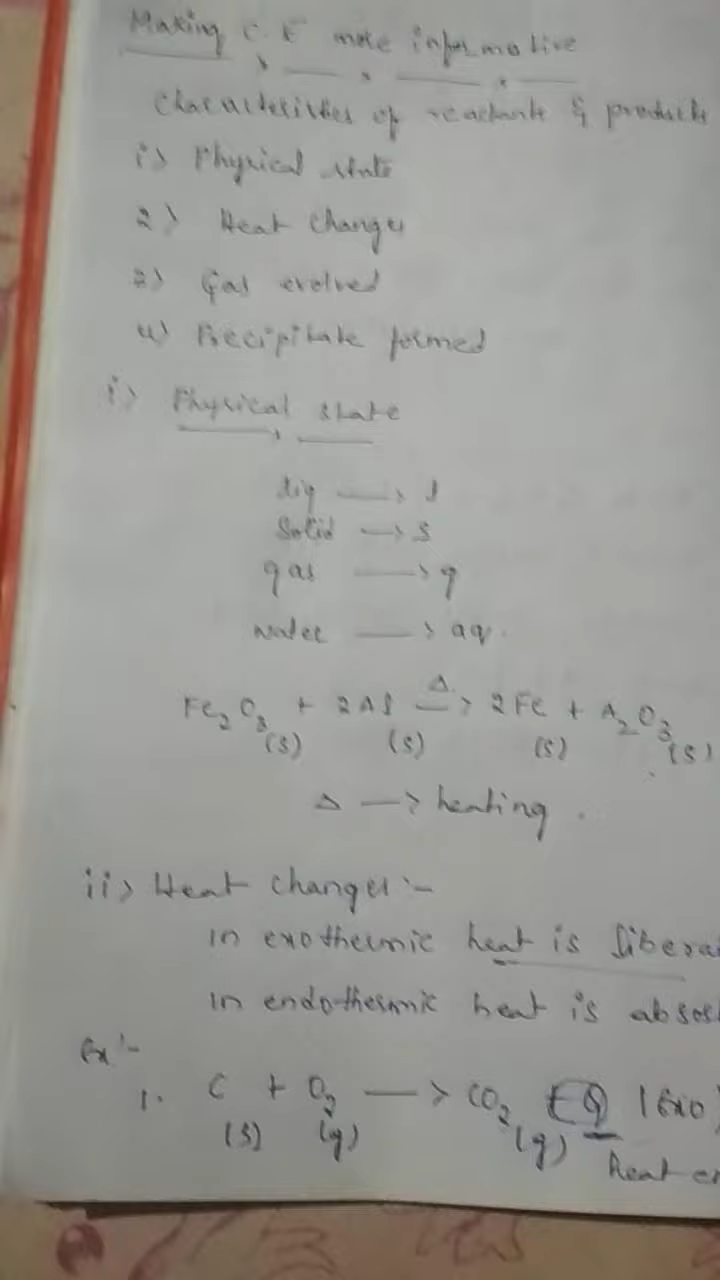 Making C.E more informative
Characteristics of reactants & products
i> Physical state
2> Heat changes
3> Gas evolved
4> Precipitate formed
i> Physical state
liq → l
Solid → s
gas → g
water → aq.
Fe₂O₃ (s) + 2Al (s) →Δ 2Fe (s) + A₂O₃ (s)
Δ → heating.
ii> Heat changes :-
In exothermic heat is libera
In endothermic heat is absor
Ex :-
1. C (s) + O₂ (g) → CO₂ (g) + Q (exo)
heat